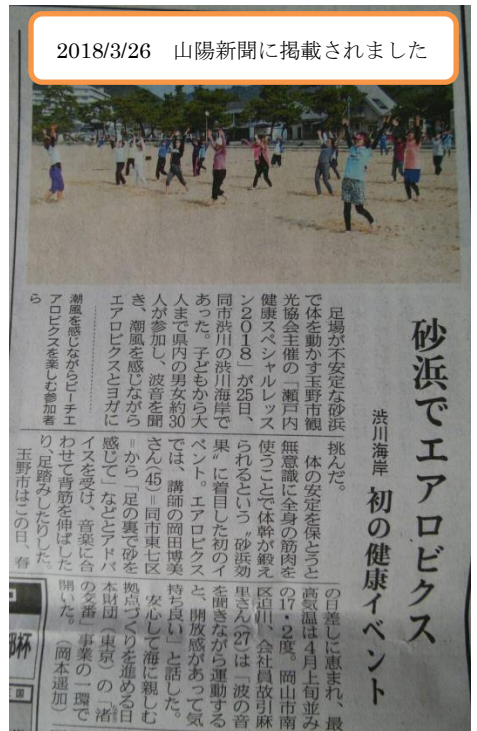 2018/3/26 山陽新聞に掲載されました
砂浜でエアロビクス
渋川海岸 初の健康イベント
足場が不安定な砂浜
で体を動かす玉野市観
光協会主催の「瀬戸内
健康スペシャルレッス
ン2018」が25日、
同市渋川の渋川海岸で
あった。子どもから大
人まで県内の男女約30
人が参加し、波音を聞
き、潮風を感じながら
エアロビクスとヨガに
挑んだ。
体の安定を保とうと
無意識に全身の筋肉を
使うことで体幹が鍛え
られるという〝砂浜効
果〟に着目した初のイ
ベント。エアロビクス
では、講師の岡田博美
さん(45)=同市東七区
=から「足の裏で砂を
感じて」などとアドバ
イスを受け、音楽に合
わせて背筋を伸ばした
り、足踏みしたりした。
玉野市はこの日、春
の日差しに恵まれ、最
高気温は4月上旬並み
の17・2度。岡山市南
区迫川、会社員故引麻
里さん(27)は「波の音
を聞きながら運動する
と、開放感があって気
持ち良い」と話した。
安心して海に親しむ
拠点づくりを進める日
本財団(東京)の「渚
の交番」事業の一環で
開いた。(岡本遥加)
潮風を感じながらビーチエ
アロビクスを楽しむ参加者
ら
杯